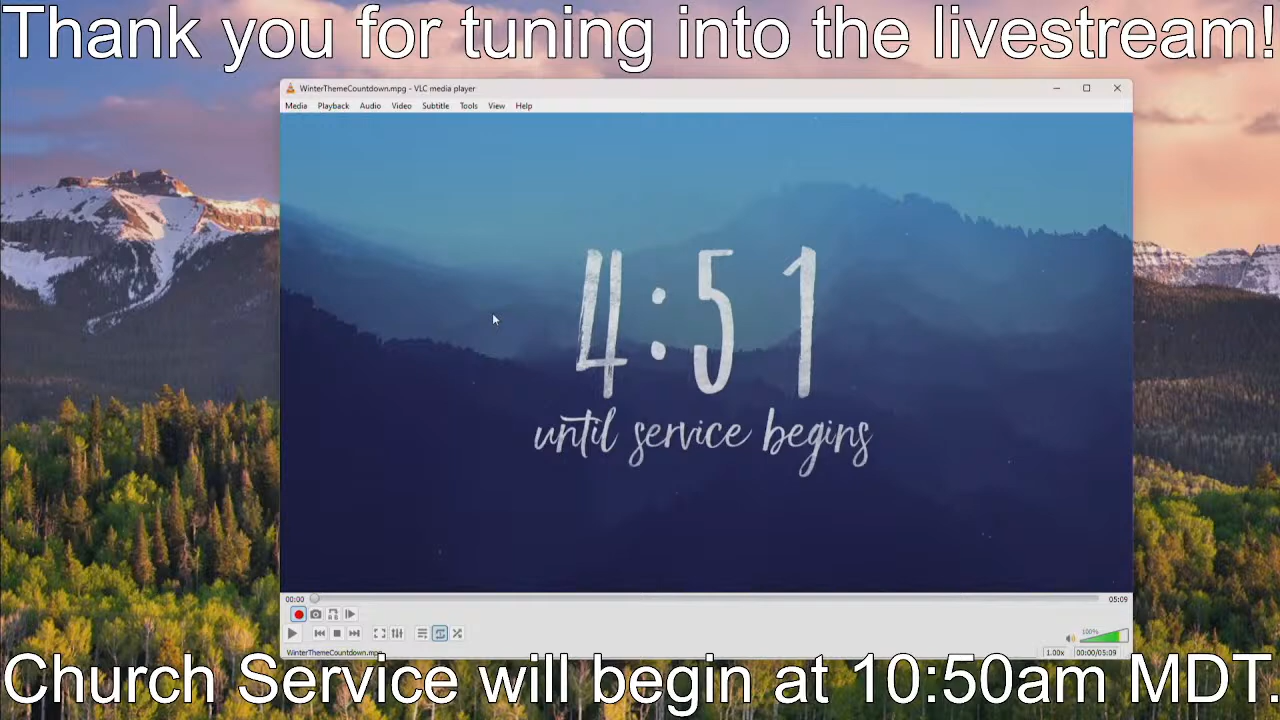 Thank you for tuning into the livestream!
WinterThemeCountdown.mpg - VLC media player
Media Playback Audio Video Subtitle Tools View Help
4:51
until service begins
00:00 05:09
100%
WinterThemeCountdown.mpg 1.00x 00:00/05:09
Church Service will begin at 10:50am MDT.